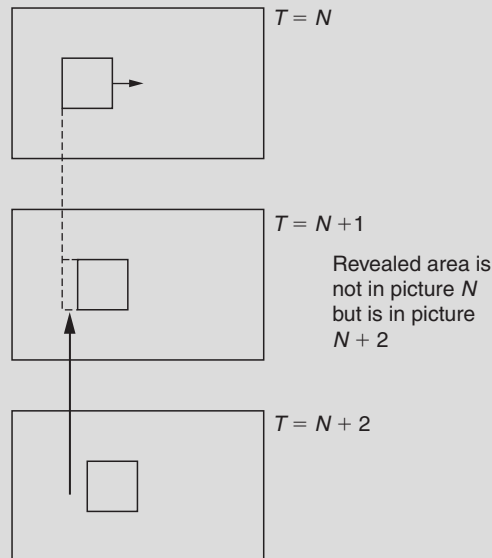 T = N
T = N +1
Revealed area is
not in picture N
but is in picture
N + 2
T = N + 2